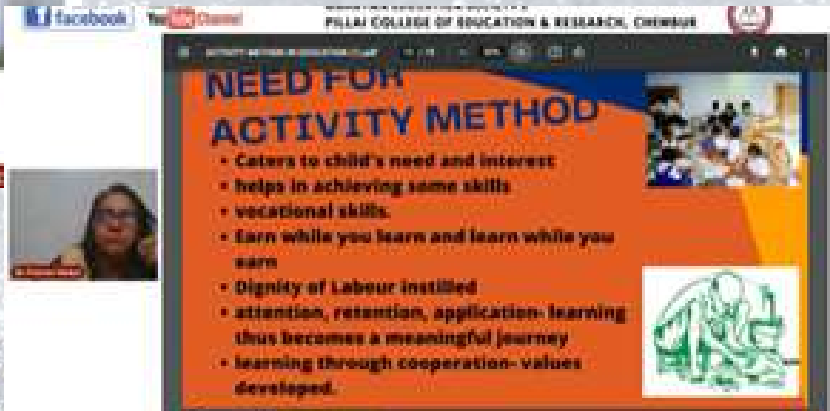 facebook YouTube Channel
PILLAI COLLEGE OF EDUCATION & RESEARCH, CHEMBUR
NEED FOR
ACTIVITY METHOD
• Caters to child's need and interest
• helps in achieving some skills
• vocational skills.
• Earn while you learn and learn while you
earn
• Dignity of Labour instilled
• attention, retention, application- learning
thus becomes a meaningful journey
• learning through cooperation- values
developed.